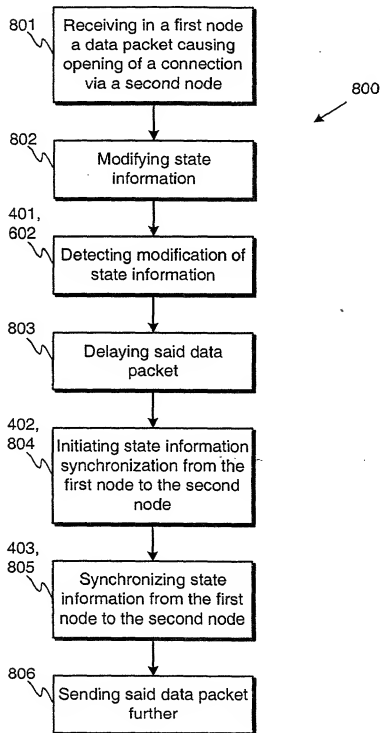 801
Receiving in a first node
a data packet causing
opening of a connection
via a second node
800
802
Modifying state
information
401,
602
Detecting modification of
state information
803
Delaying said data
packet
402,
804
Initiating state information
synchronization from the
first node to the second
node
403,
805
Synchronizing state
information from the first
node to the second node
806
Sending said data packet
further